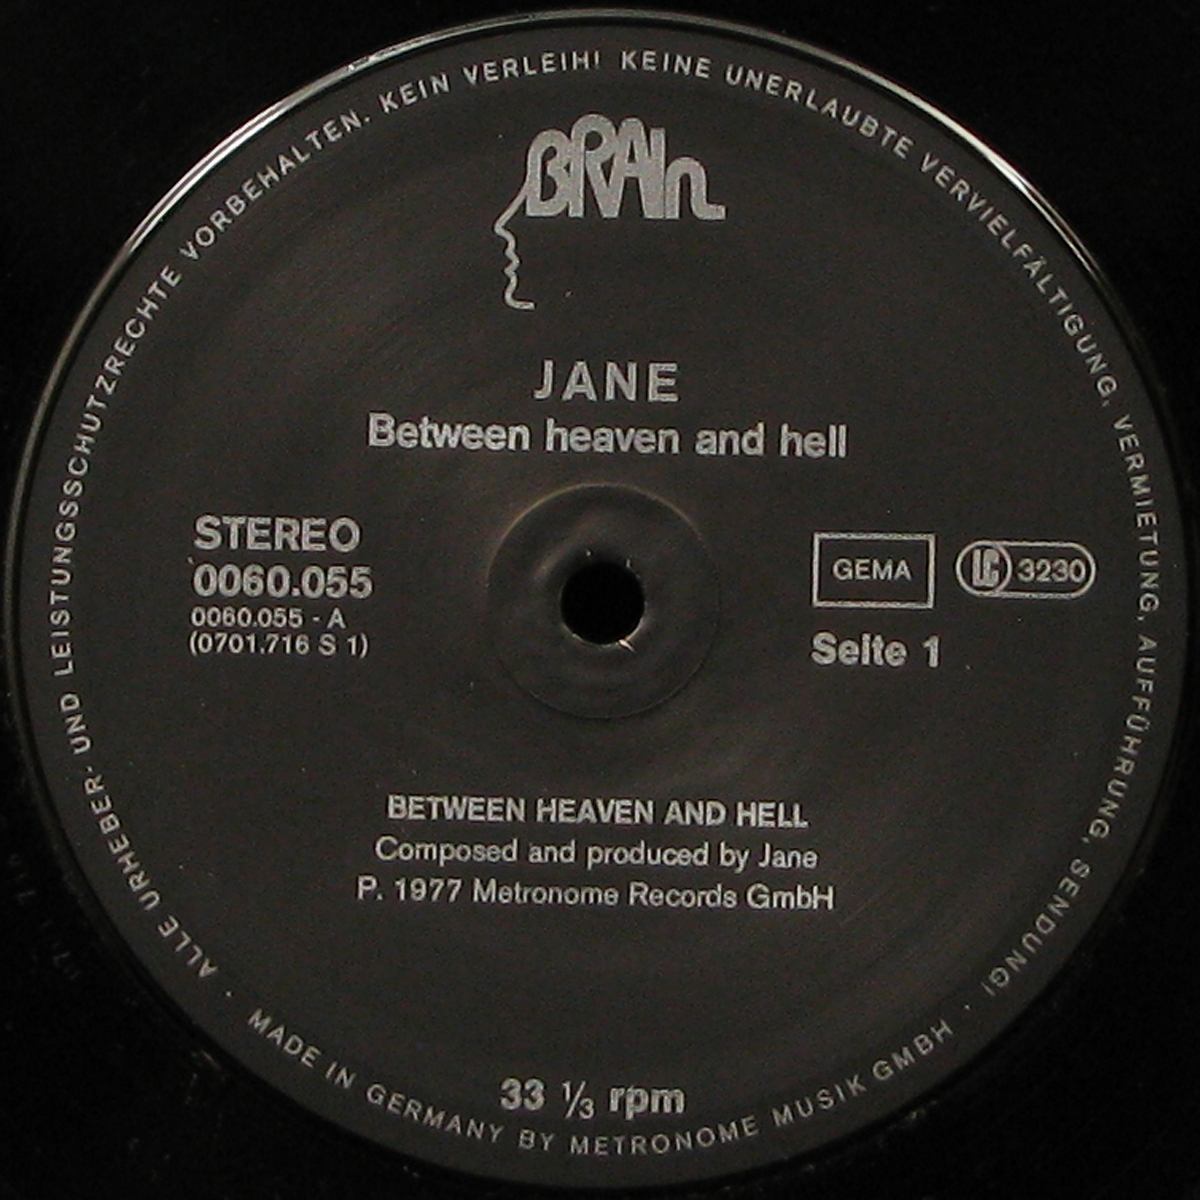 ALLE URHEBER- UND LEISTUNGSSCHUTZRECHTE VORBEHALTEN. KEIN VERLEIH! KEINE UNERLAUBTE VERVIELFÄLTIGUNG, VERMIETUNG, AUFFÜHRUNG, SENDUNG!
BRAIn
JANE
Between heaven and hell
STEREO
0060.055
0060.055 - A
(0701.716 S 1)
GEMA
LC 3230
Seite 1
BETWEEN HEAVEN AND HELL
Composed and produced by Jane
P. 1977 Metronome Records GmbH
33 ⅓ rpm
· MADE IN GERMANY BY METRONOME MUSIK GMBH ·